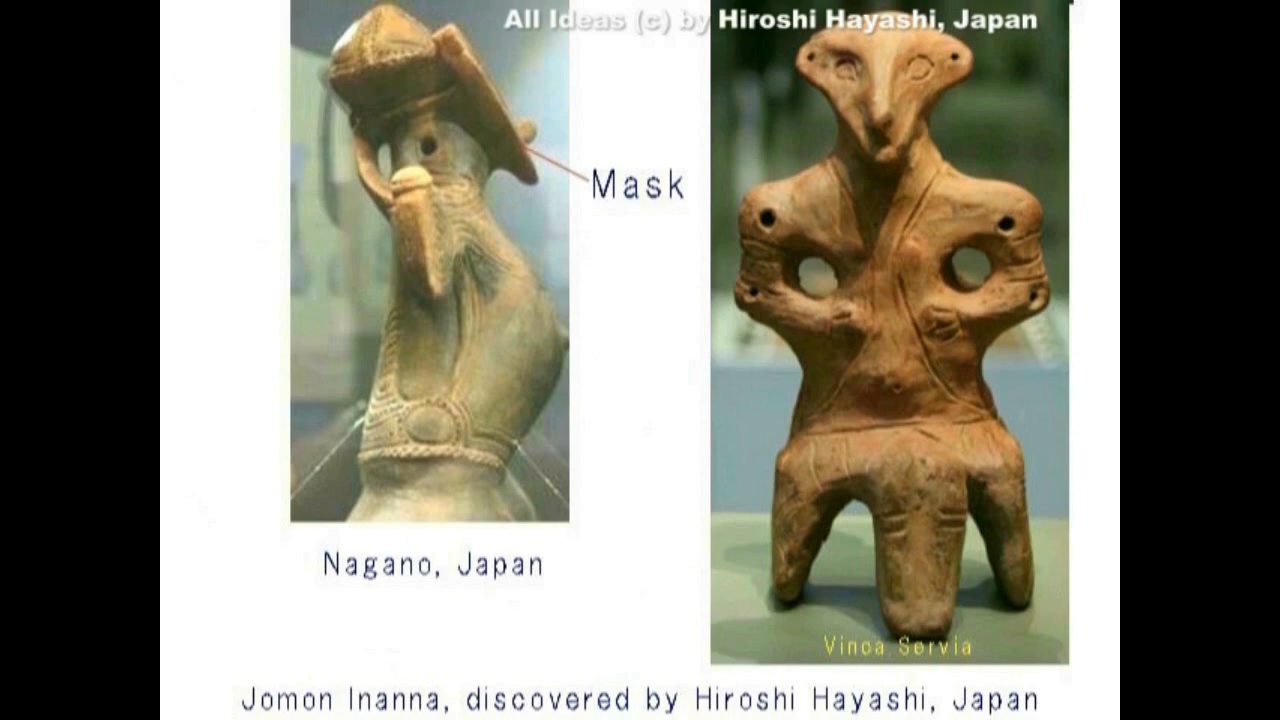 All Ideas (c) by Hiroshi Hayashi, Japan
Mask
Nagano, Japan
Vinca Servia
Jomon Inanna, discovered by Hiroshi Hayashi, Japan